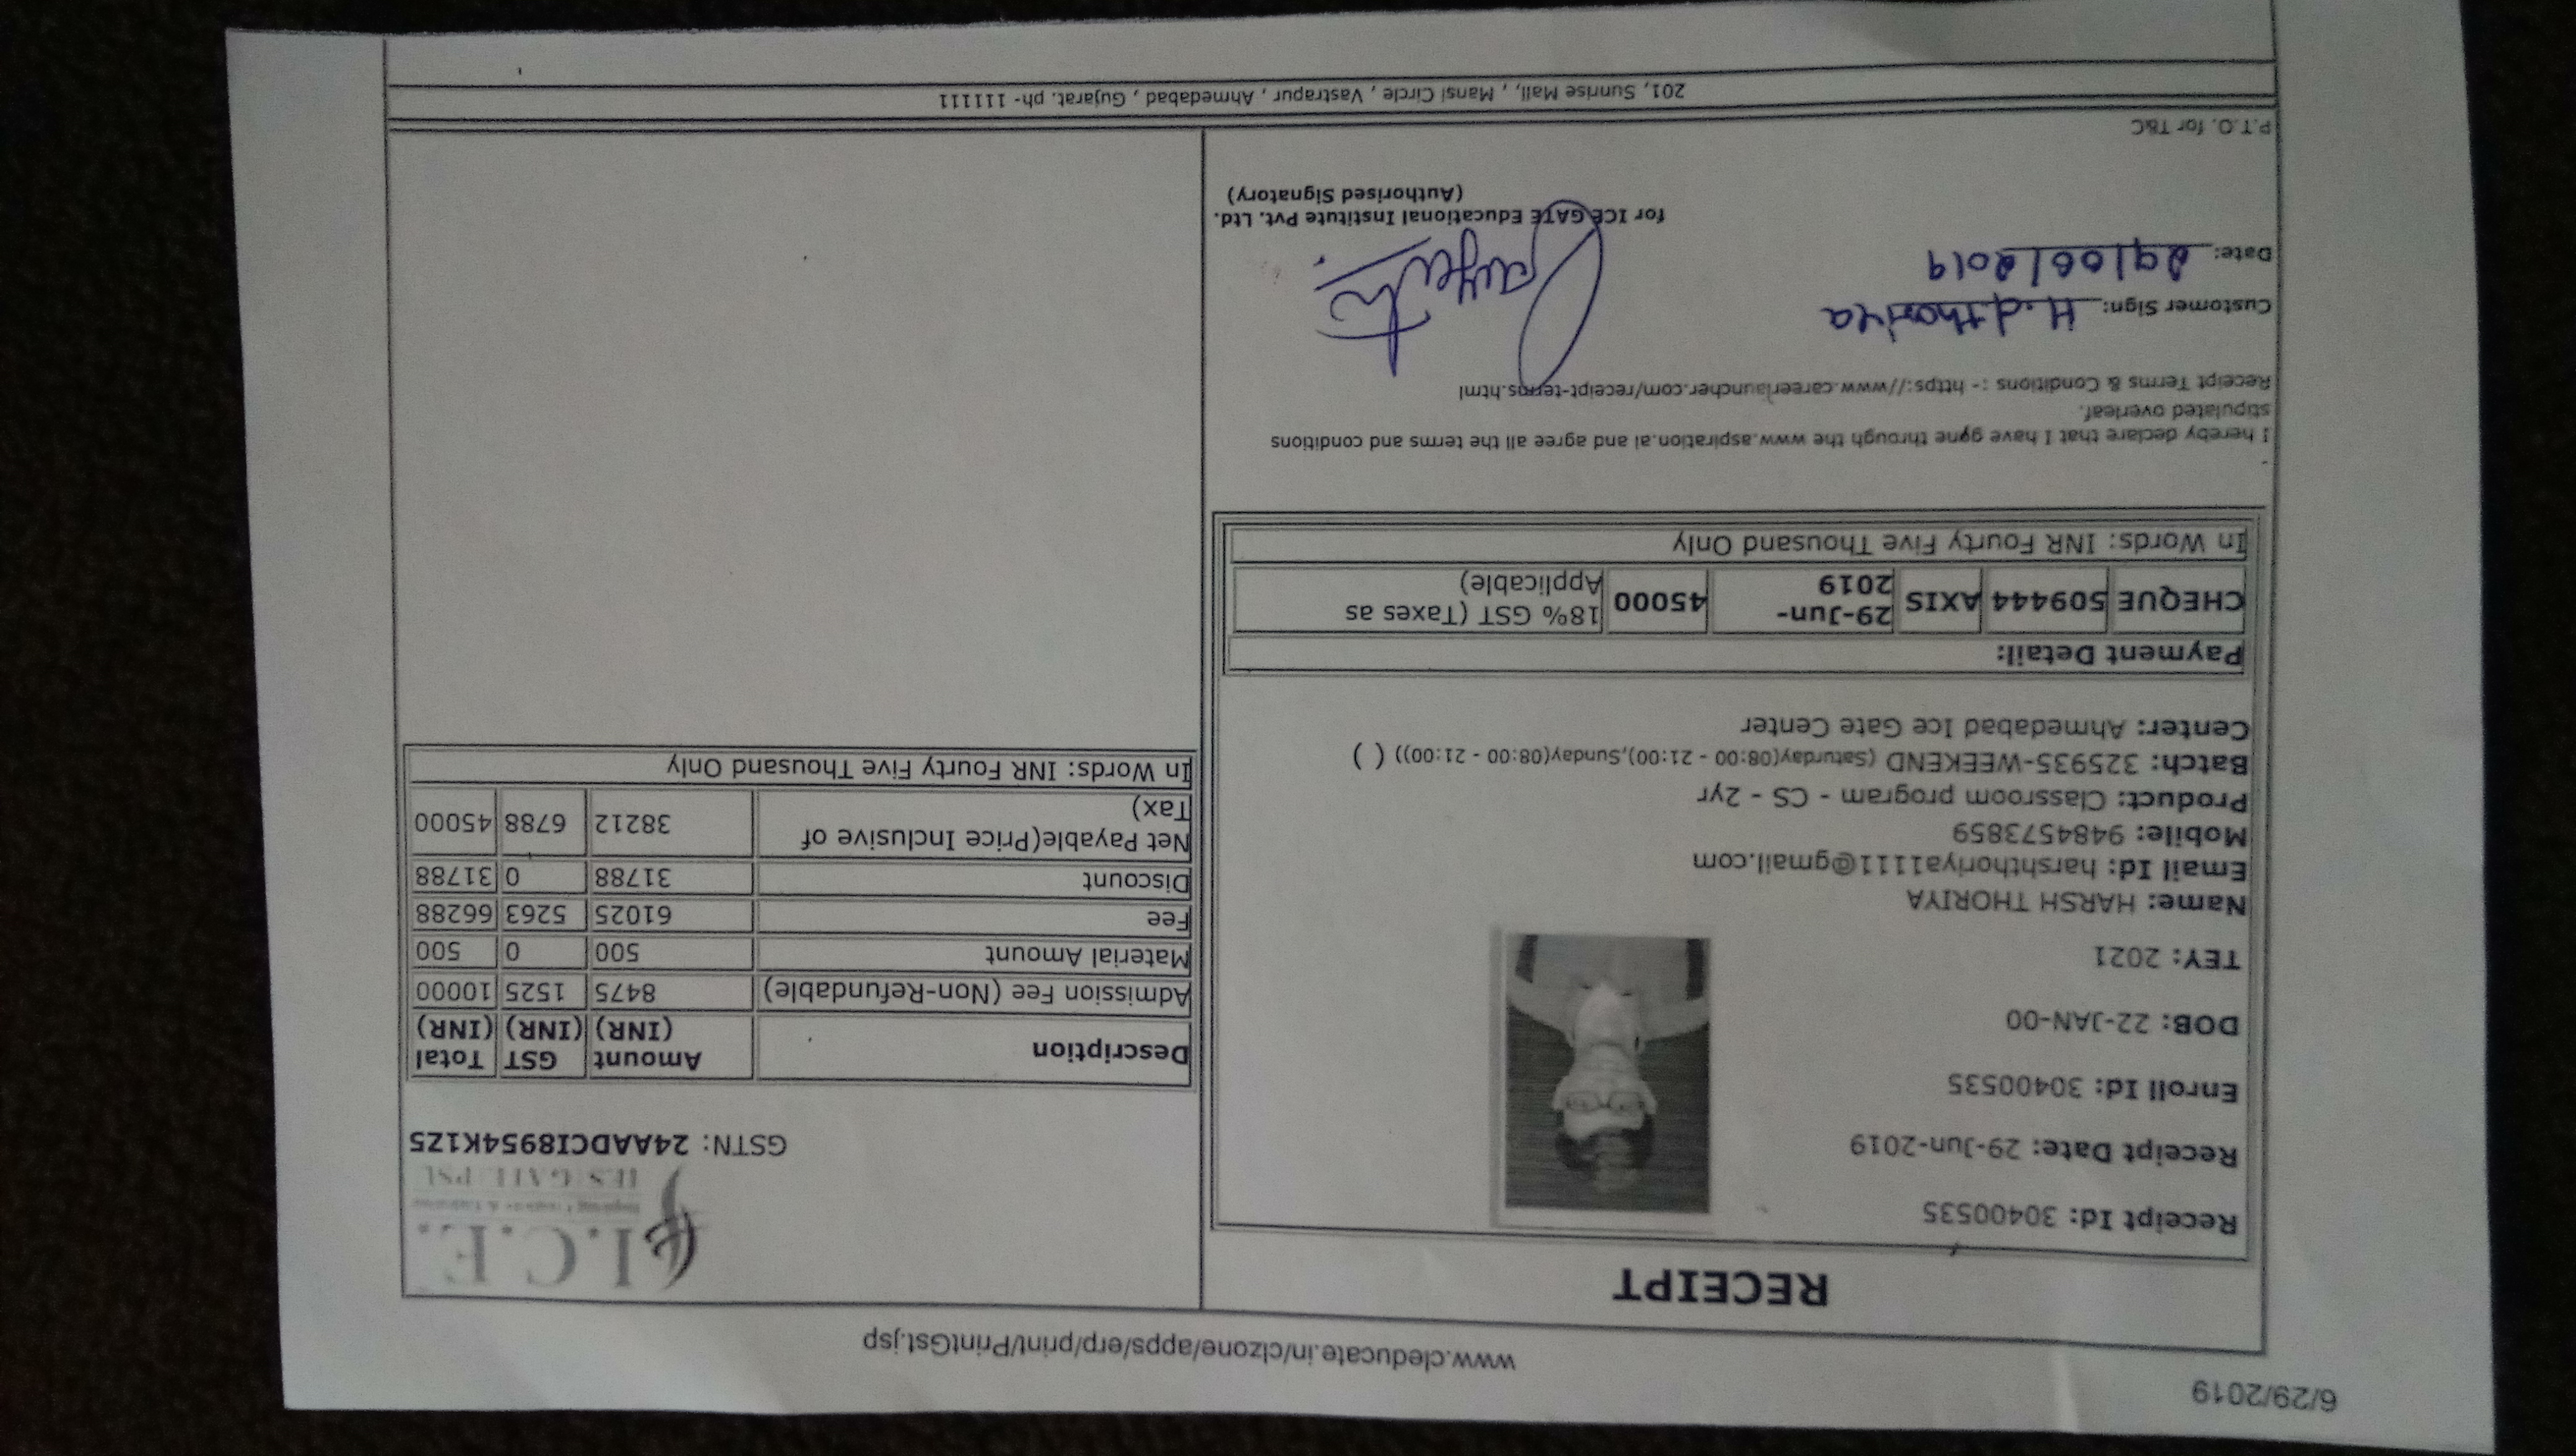 6/29/2019
www.cleducate.in/clzone/apps/erp/print/PrintGst.jsp
RECEIPT
Receipt Id: 30400535
Receipt Date: 29-Jun-2019
Enroll Id: 30400535
DOB: 22-JAN-00
TEY: 2021
Name: HARSH THORIYA
Email Id: harshthoriya1111@gmail.com
Mobile: 9484573859
Product: Classroom program - CS - 2yr
Batch: 325935-WEEKEND (Saturday(08:00 - 21:00),Sunday(08:00 - 21:00)) ( )
Center: Ahmedabad Ice Gate Center
Payment Detail:
CHEQUE 509444 AXIS 29-Jun-2019 45000 18% GST (Taxes as Applicable)
In Words: INR Fourty Five Thousand Only
I hereby declare that I have gone through the www.aspiration.ai and agree all the terms and conditions
stipulated overleaf.
Receipt Terms & Conditions :- https://www.careerlauncher.com/receipt-terms.html
Customer Sign: H.d.thoriya
Date: 29/06/2019
for ICE GATE Educational Institute Pvt. Ltd.
(Authorised Signatory)
P.T.O. for T&C
I.C.E.
IES GATE PSU
GSTN: 24AADCI8954K1Z5
Description Amount (INR) GST (INR) Total (INR)
Admission Fee (Non-Refundable) 8475 1525 10000
Material Amount 500 0 500
Fee 61025 5263 66288
Discount 31788 0 31788
Net Payable(Price Inclusive of Tax) 38212 6788 45000
In Words: INR Fourty Five Thousand Only
201, Sunrise Mall, , Mansi Circle , Vastrapur , Ahmedabad , Gujarat. ph- 111111